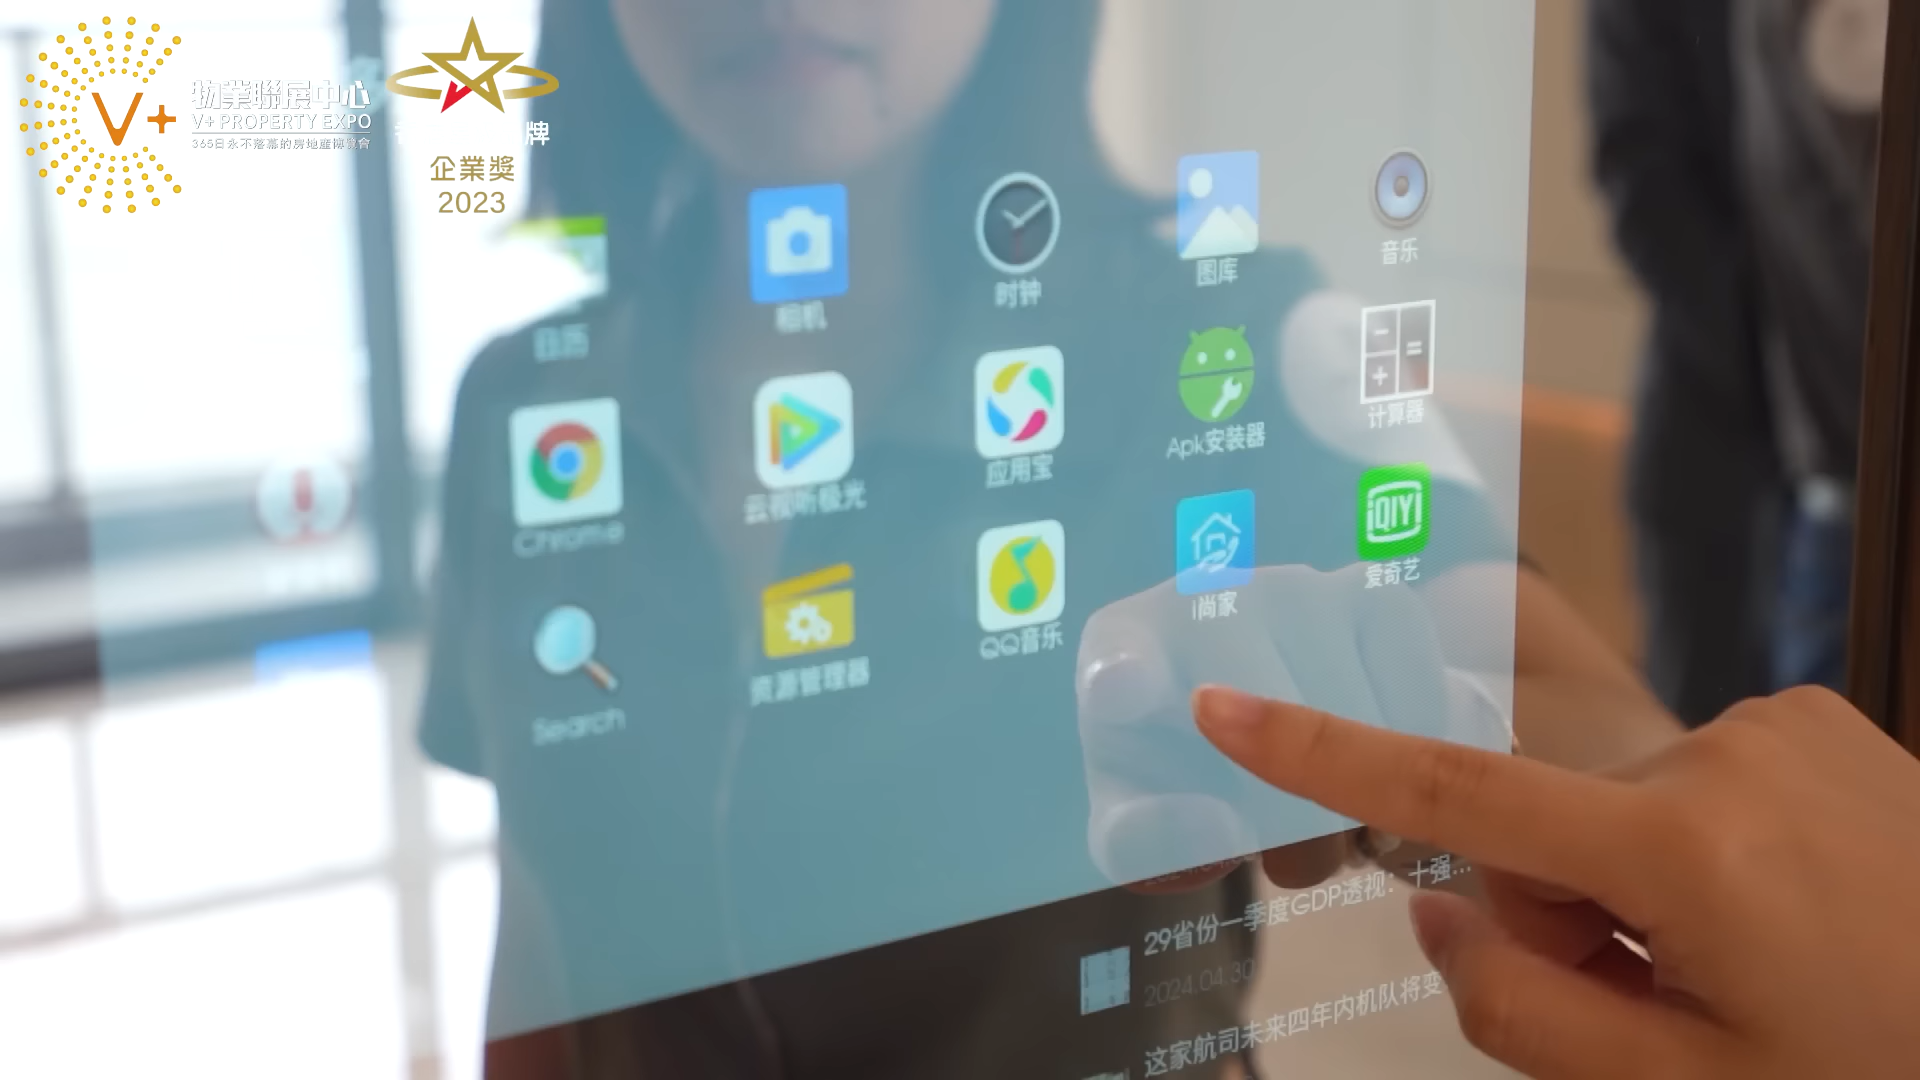 物業聯展中心
V+ PROPERTY EXPO
365日永不落幕的房地產博覽會
牌
企業獎
2023
日历
相机
时钟
图库
音乐
Chrome
云视听极光
应用宝
Apk安装器
计算器
Search
资源管理器
QQ音乐
i尚家
iQIYI
爱奇艺
29省份一季度GDP透视：十强...
2024.04.30
这家航司未来四年内机队将变